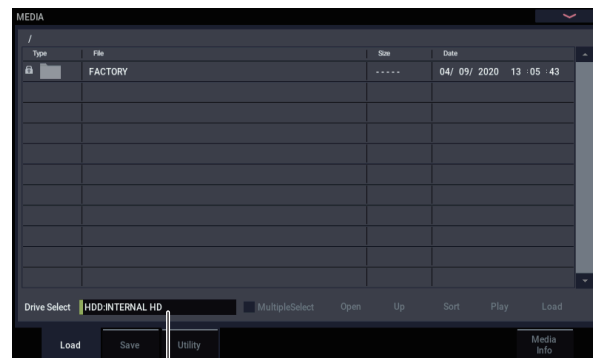 MEDIA
/
Type File Size Date
FACTORY ----- 04/ 09/ 2020 13 :05 :43
Drive Select HDD:INTERNAL HD MultipleSelect Open Up Sort Play Load
Load Save Utility Media Info